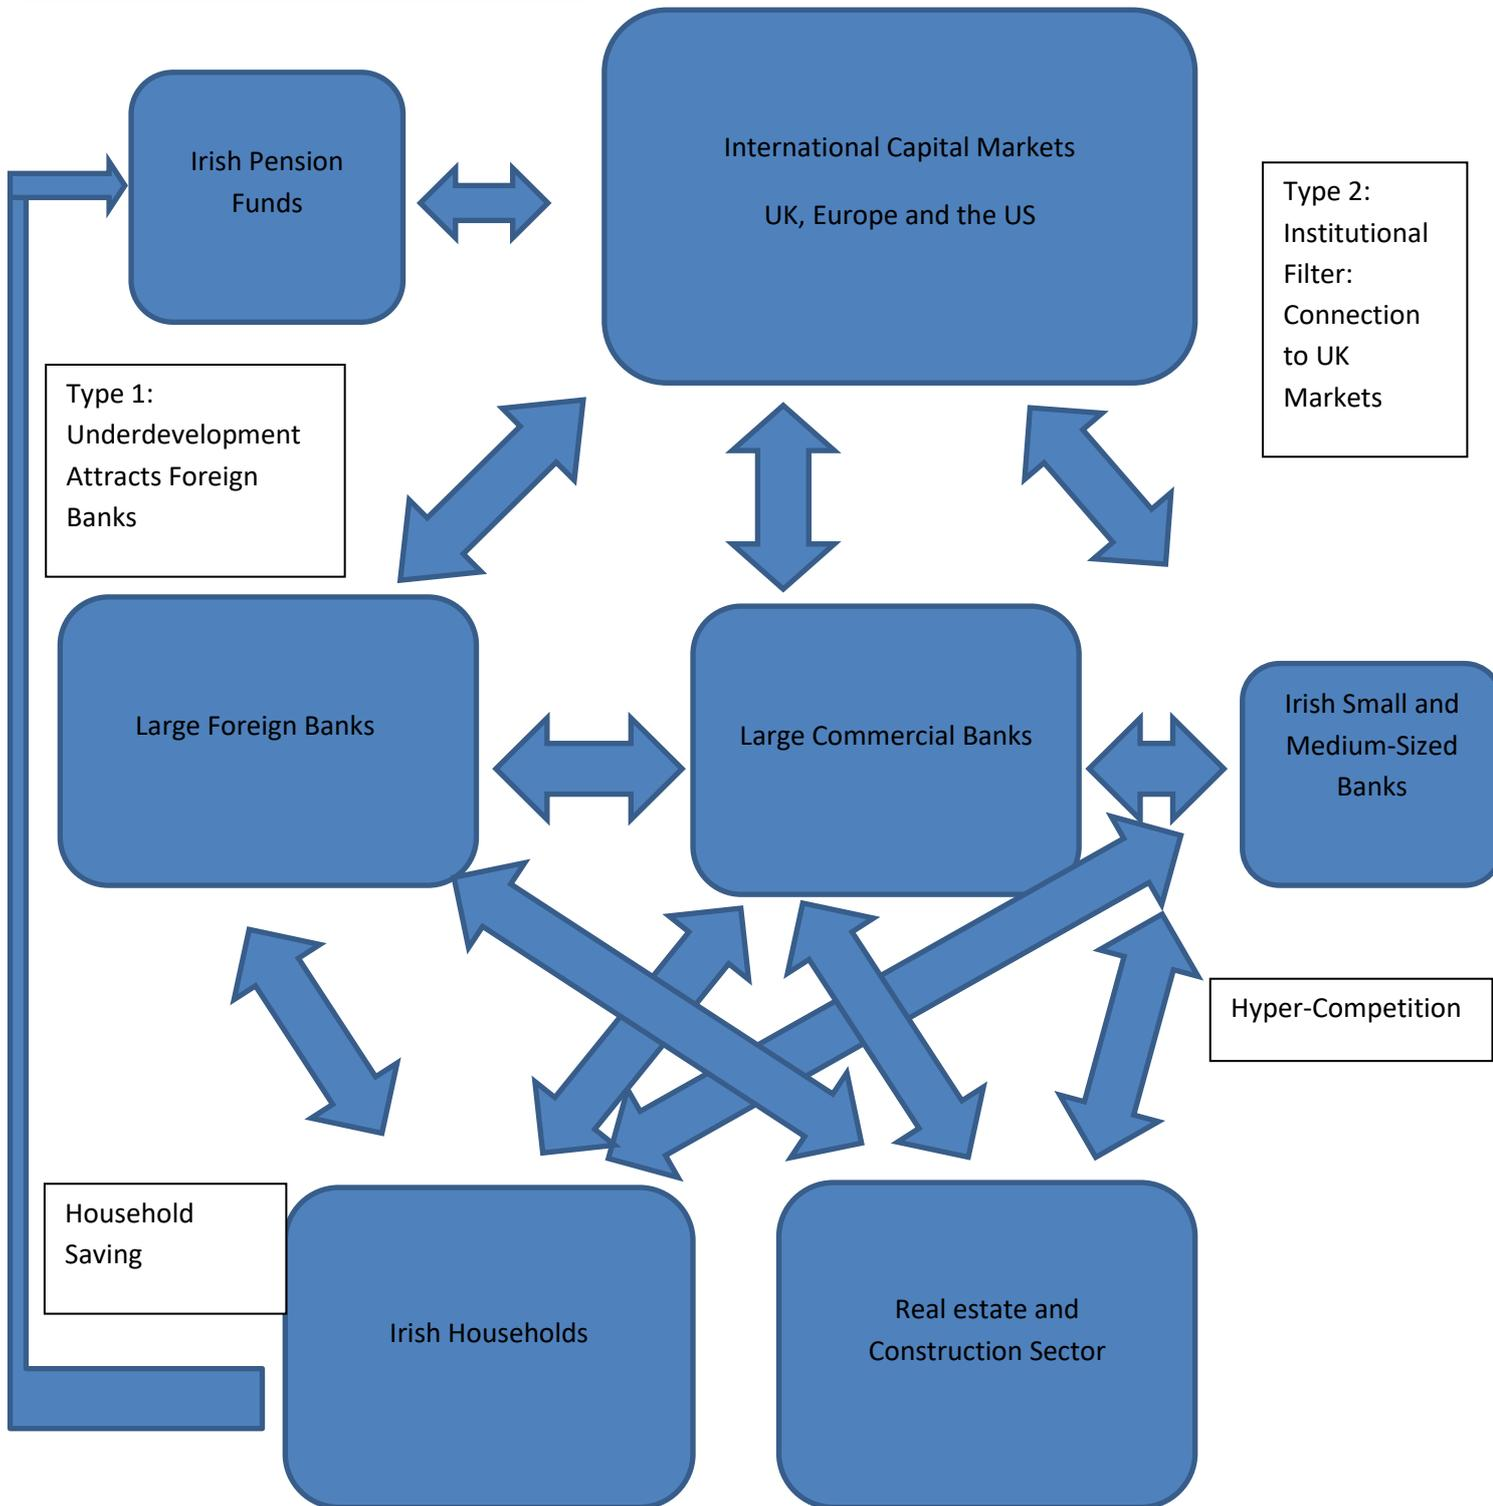 International Capital Markets
UK, Europe and the US
Irish Pension
Funds
Type 2:
Institutional
Filter:
Connection
to UK
Markets
Type 1:
Underdevelopment
Attracts Foreign
Banks
Large Foreign Banks
Large Commercial Banks
Irish Small and
Medium-Sized
Banks
Hyper-Competition
Household
Saving
Irish Households
Real estate and
Construction Sector